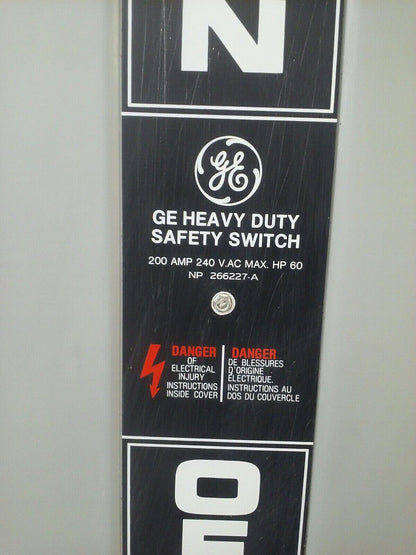 N
GE
GE HEAVY DUTY
SAFETY SWITCH
200 AMP 240 V.AC MAX. HP 60
NP 266227-A
DANGER
OF
ELECTRICAL
INJURY
INSTRUCTIONS
INSIDE COVER
DANGER
DE BLESSURES
D'ORIGINE
ÉLECTRIQUE.
INSTRUCTIONS AU
DOS DU COUVERCLE
OF